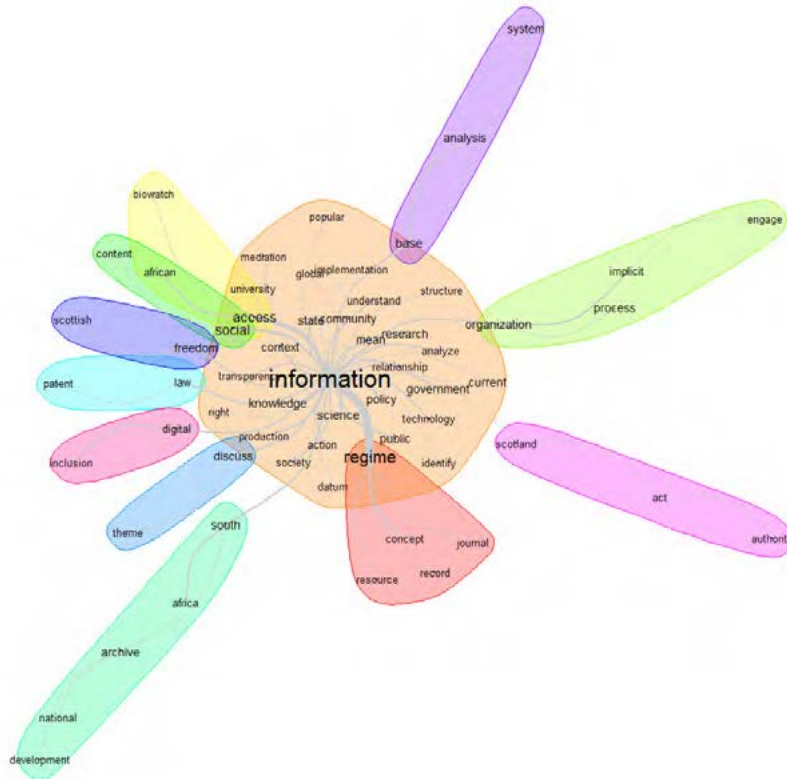 system
analysis
biowatch
popular
engage
base
content
mediation
african
global
implementation
implicit
university
understand
structure
process
access
scottish
social
state
community
organization
freedom
context
mean
research
analyze
relationship
patent
law
transparency
information
government
current
knowledge
policy
right
science
technology
digital
production
action
public
scotland
inclusion
discuss
society
regime
identify
datum
act
theme
south
concept
journal
authorit
resource
record
africa
archive
national
development